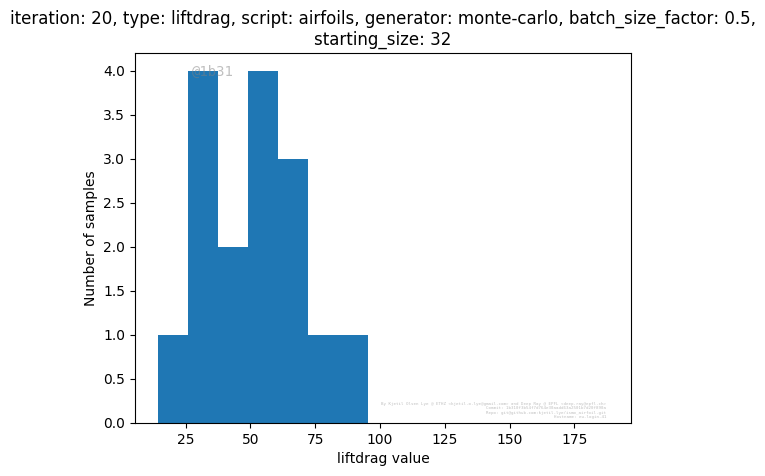 iteration: 20, type: liftdrag, script: airfoils, generator: monte-carlo, batch_size_factor: 0.5,
starting_size: 32
@1b31
4.0
3.5
3.0
2.5
2.0
1.5
1.0
0.5
0.0
Number of samples
25 50 75 100 125 150 175
liftdrag value